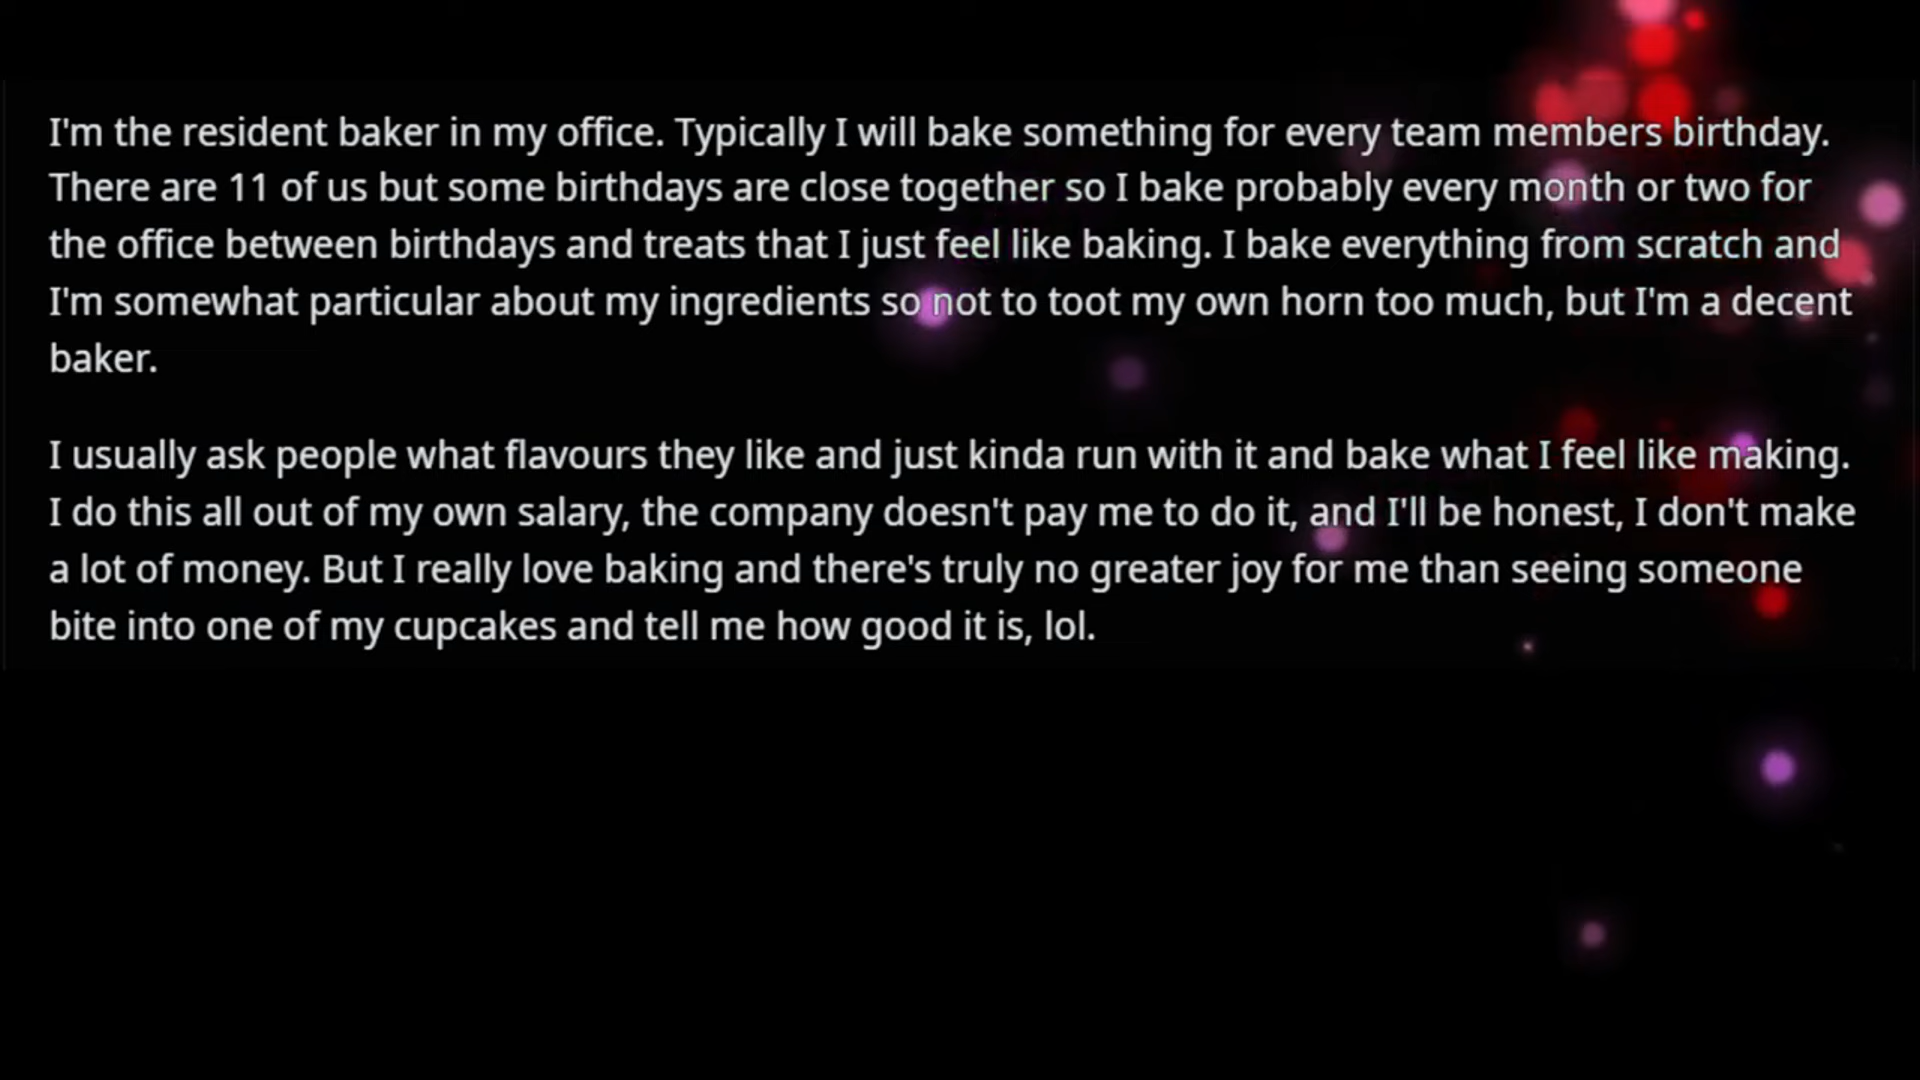 I'm the resident baker in my office. Typically I will bake something for every team members birthday.
There are 11 of us but some birthdays are close together so I bake probably every month or two for
the office between birthdays and treats that I just feel like baking. I bake everything from scratch and
I'm somewhat particular about my ingredients so not to toot my own horn too much, but I'm a decent
baker.
I usually ask people what flavours they like and just kinda run with it and bake what I feel like making.
I do this all out of my own salary, the company doesn't pay me to do it, and I'll be honest, I don't make
a lot of money. But I really love baking and there's truly no greater joy for me than seeing someone
bite into one of my cupcakes and tell me how good it is, lol.